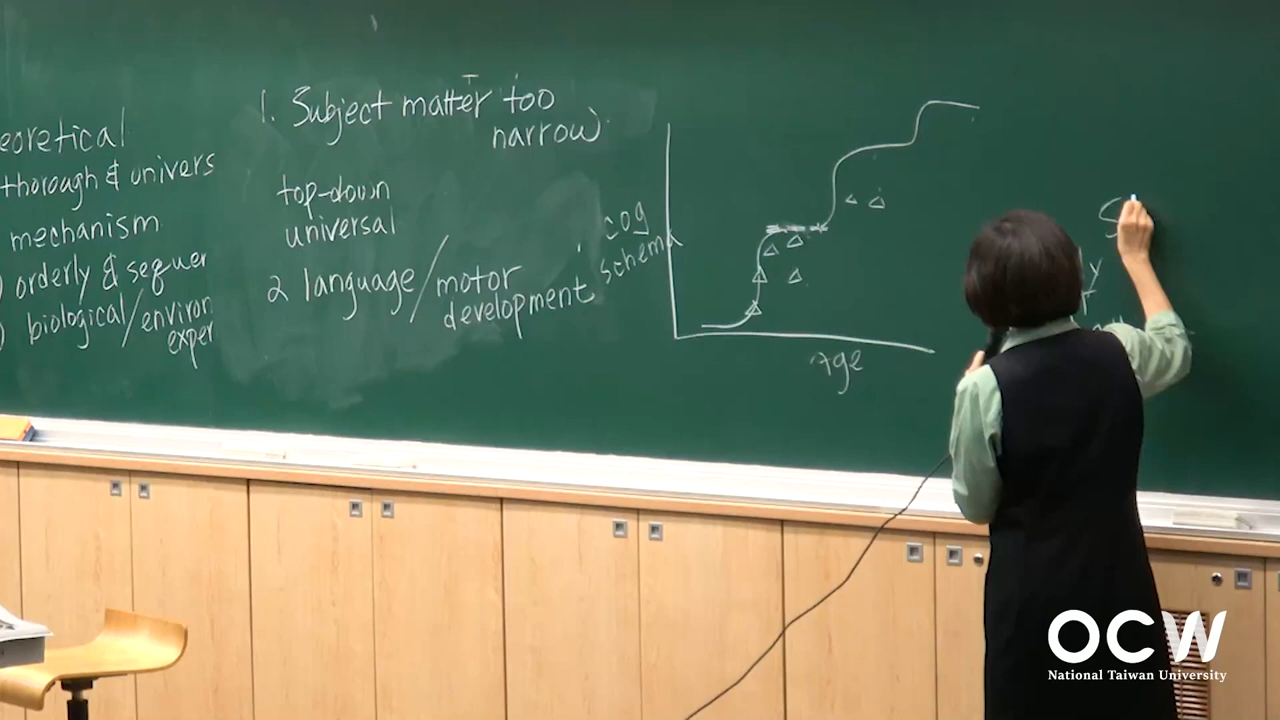 eoretical
thorough & univers
mechanism
orderly & sequer
biological/environ
exper
1. Subject matter too
narrow.
top-down
universal
2 language/motor
development
cog
schema
age
OCW
National Taiwan University